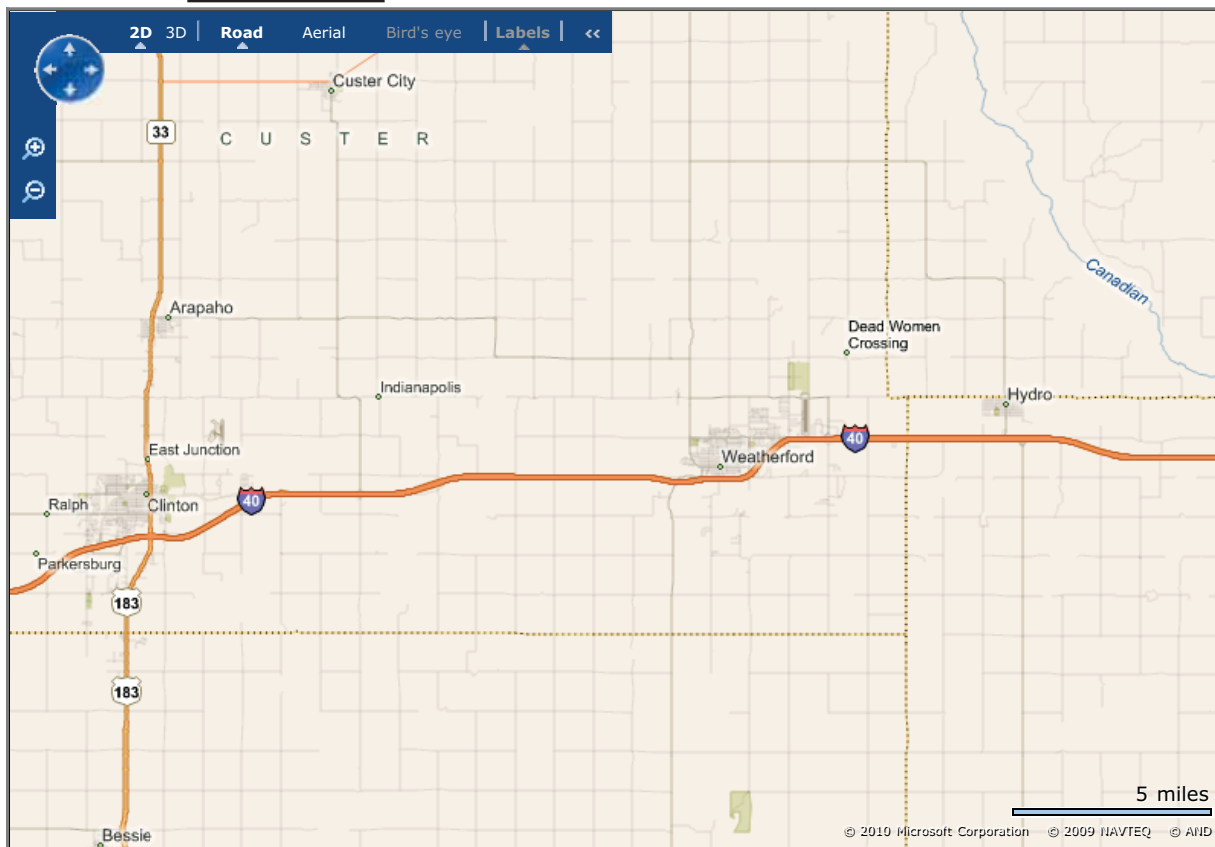 2D 3D | Road Aerial Bird's eye | Labels | <<
Custer City
33
C U S T E R
Canadian
Arapaho
Dead Women
Crossing
Indianapolis
Hydro
40
East Junction
Weatherford
40
Ralph
Clinton
Parkersburg
183
183
5 miles
© 2010 Microsoft Corporation © 2009 NAVTEQ © AND
Bessie